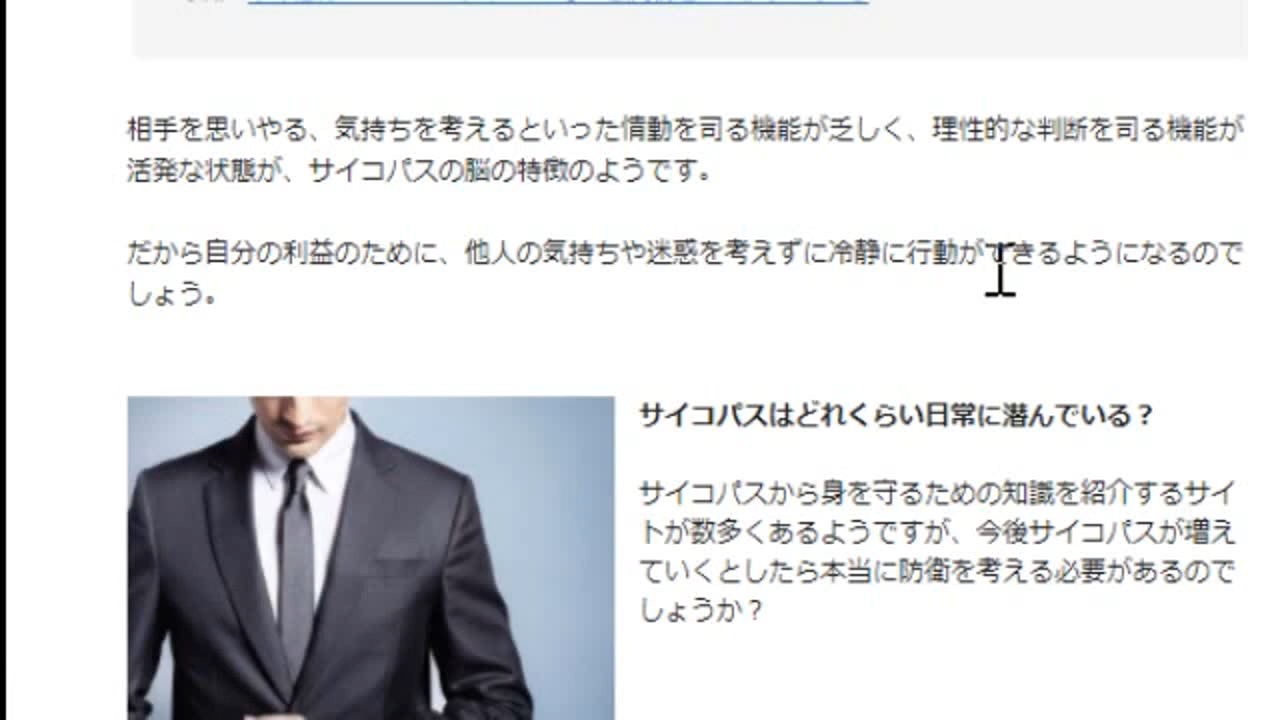 相手を思いやる、気持ちを考えるといった情動を司る機能が乏しく、理性的な判断を司る機能が
活発な状態が、サイコパスの脳の特徴のようです。
だから自分の利益のために、他人の気持ちや迷惑を考えずに冷静に行動ができるようになるので
しょう。
サイコパスはどれくらい日常に潜んでいる？
サイコパスから身を守るための知識を紹介するサイ
トが数多くあるようですが、今後サイコパスが増え
ていくとしたら本当に防衛を考える必要があるので
しょうか？